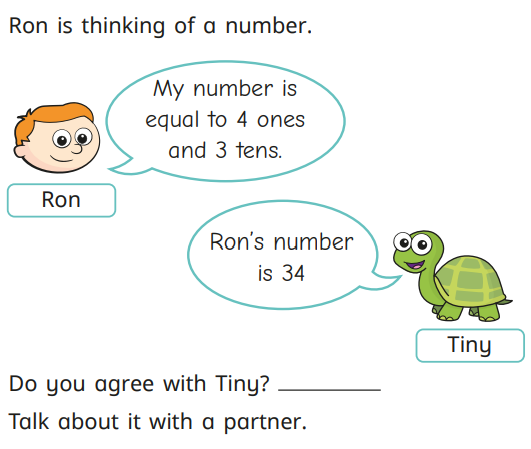 Ron is thinking of a number.
My number is
equal to 4 ones
and 3 tens.
Ron
Ron's number
is 34
Tiny
Do you agree with Tiny? __________
Talk about it with a partner.